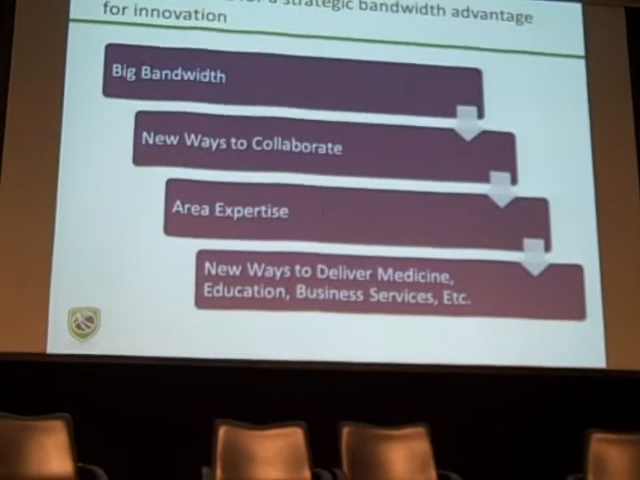 a strategic bandwidth advantage
for innovation
Big Bandwidth
New Ways to Collaborate
Area Expertise
New Ways to Deliver Medicine,
Education, Business Services, Etc.